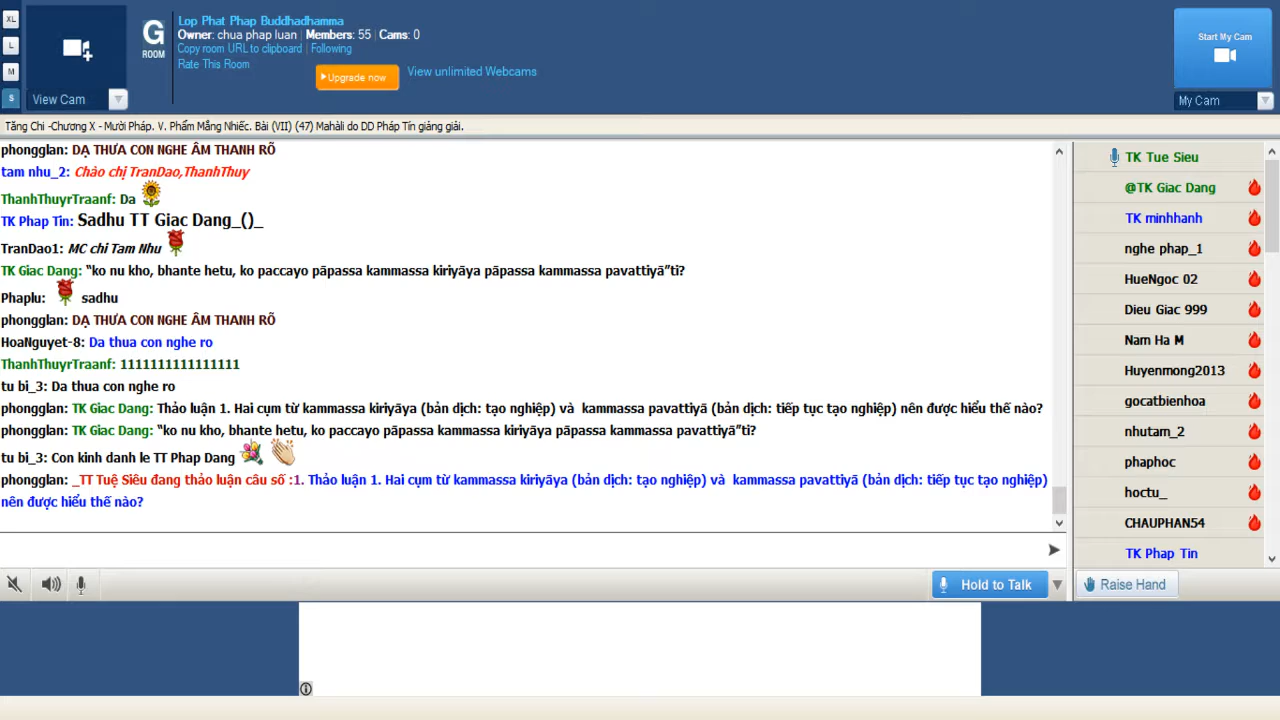 XL
L
M
S
View Cam
G
ROOM
Lop Phat Phap Buddhadhamma
Owner: chua phap luan | Members: 55 | Cams: 0
Copy room URL to clipboard | Following
Rate This Room
Upgrade now
View unlimited Webcams
Start My Cam
My Cam
Tăng Chi -Chương X - Mười Pháp. V. Phẩm Mắng Nhiếc. Bài (VII) (47) Mahàli do DD Pháp Tín giảng giải.
phongglan: DẠ THƯA CON NGHE ÂM THANH RÕ
tam nhu_2: Chảo chị TranDao,ThanhThuy
ThanhThuyrTraanf: Da
TK Phap Tin: Sadhu TT Giac Dang_()_
TranDao1: MC chi Tam Nhu
TK Giac Dang: “ko nu kho, bhante hetu, ko paccayo pāpassa kammassa kiriyāya pāpassa kammassa pavattiyā”ti?
Phaplu: sadhu
phongglan: DẠ THƯA CON NGHE ÂM THANH RÕ
HoaNguyet-8: Da thua con nghe ro
ThanhThuyrTraanf: 1111111111111111
tu bi_3: Da thua con nghe ro
phongglan: TK Giac Dang: Thảo luận 1. Hai cụm từ kammassa kiriyāya (bản dịch: tạo nghiệp) và kammassa pavattiyā (bản dịch: tiếp tục tạo nghiệp) nên được hiểu thế nào?
phongglan: TK Giac Dang: “ko nu kho, bhante hetu, ko paccayo pāpassa kammassa kiriyāya pāpassa kammassa pavattiyā”ti?
tu bi_3: Con kinh danh le TT Phap Dang
phongglan: _TT Tuệ Siêu đang thảo luận câu số :1. Thảo luận 1. Hai cụm từ kammassa kiriyāya (bản dịch: tạo nghiệp) và kammassa pavattiyā (bản dịch: tiếp tục tạo nghiệp)
nên được hiểu thế nào?
TK Tue Sieu
@TK Giac Dang
TK minhhanh
nghe phap_1
HueNgoc 02
Dieu Giac 999
Nam Ha M
Huyenmong2013
gocatbienhoa
nhutam_2
phaphoc
hoctu_
CHAUPHAN54
TK Phap Tin
Hold to Talk
Raise Hand